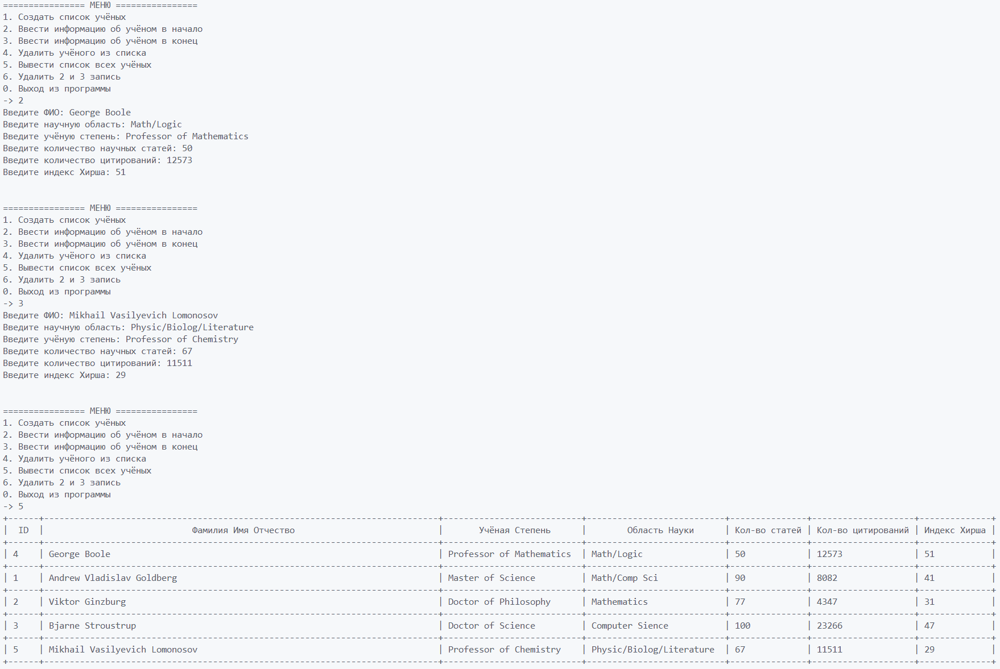 ================ МЕНЮ ================
1. Создать список учёных
2. Ввести информацию об учёном в начало
3. Ввести информацию об учёном в конец
4. Удалить учёного из списка
5. Вывести список всех учёных
6. Удалить 2 и 3 запись
0. Выход из программы
-> 2
Введите ФИО: George Boole
Введите научную область: Math/Logic
Введите учёную степень: Professor of Mathematics
Введите количество научных статей: 50
Введите количество цитирований: 12573
Введите индекс Хирша: 51
================ МЕНЮ ================
1. Создать список учёных
2. Ввести информацию об учёном в начало
3. Ввести информацию об учёном в конец
4. Удалить учёного из списка
5. Вывести список всех учёных
6. Удалить 2 и 3 запись
0. Выход из программы
-> 3
Введите ФИО: Mikhail Vasilyevich Lomonosov
Введите научную область: Physic/Biolog/Literature
Введите учёную степень: Professor of Chemistry
Введите количество научных статей: 67
Введите количество цитирований: 11511
Введите индекс Хирша: 29
================ МЕНЮ ================
1. Создать список учёных
2. Ввести информацию об учёном в начало
3. Ввести информацию об учёном в конец
4. Удалить учёного из списка
5. Вывести список всех учёных
6. Удалить 2 и 3 запись
0. Выход из программы
-> 5
| ID | Фамилия Имя Отчество | Учёная Степень | Область Науки | Кол-во статей | Кол-во цитирований | Индекс Хирша |
| 4 | George Boole | Professor of Mathematics | Math/Logic | 50 | 12573 | 51 |
| 1 | Andrew Vladislav Goldberg | Master of Science | Math/Comp Sci | 90 | 8082 | 41 |
| 2 | Viktor Ginzburg | Doctor of Philosophy | Mathematics | 77 | 4347 | 31 |
| 3 | Bjarne Stroustrup | Doctor of Science | Computer Sience | 100 | 23266 | 47 |
| 5 | Mikhail Vasilyevich Lomonosov | Professor of Chemistry | Physic/Biolog/Literature | 67 | 11511 | 29 |